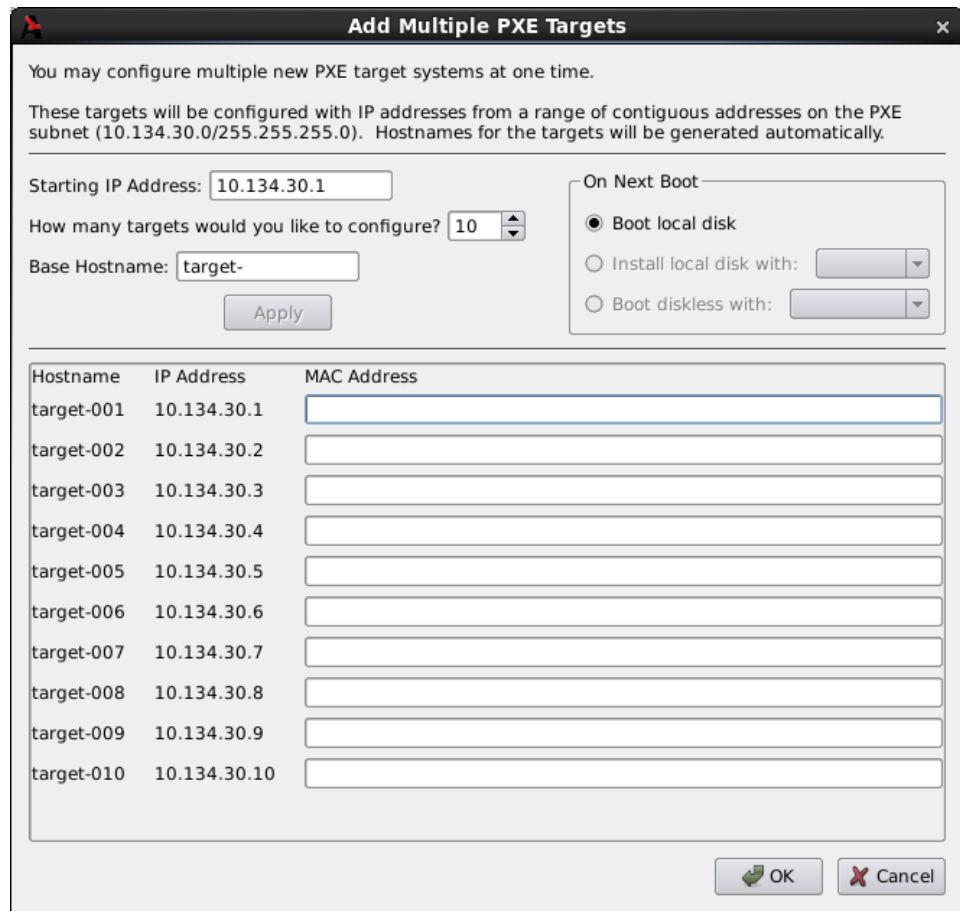 Add Multiple PXE Targets
You may configure multiple new PXE target systems at one time.
These targets will be configured with IP addresses from a range of contiguous addresses on the PXE
subnet (10.134.30.0/255.255.255.0).  Hostnames for the targets will be generated automatically.
Starting IP Address: 10.134.30.1
How many targets would you like to configure? 10
Base Hostname: target-
Apply
On Next Boot
Boot local disk
Install local disk with:
Boot diskless with:
Hostname IP Address MAC Address
target-001 10.134.30.1
target-002 10.134.30.2
target-003 10.134.30.3
target-004 10.134.30.4
target-005 10.134.30.5
target-006 10.134.30.6
target-007 10.134.30.7
target-008 10.134.30.8
target-009 10.134.30.9
target-010 10.134.30.10
OK Cancel